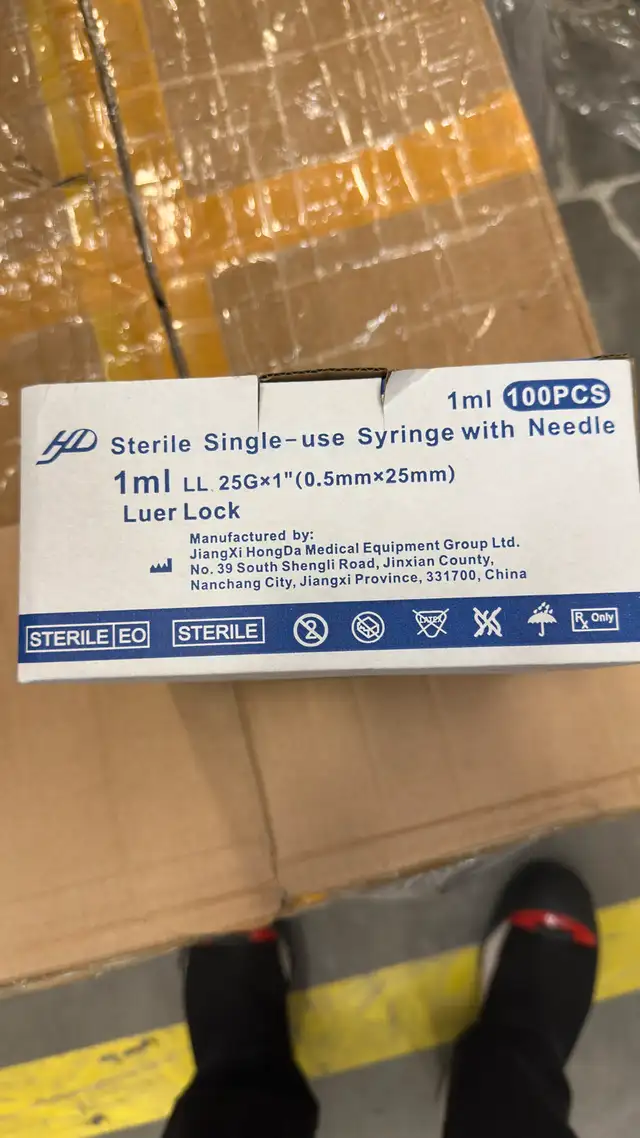 1ml 100PCS
HD Sterile Single-use Syringe with Needle
1ml LL 25G×1"(0.5mm×25mm)
Luer Lock
Manufactured by:
JiangXi HongDa Medical Equipment Group Ltd.
No. 39 South Shengli Road, Jinxian County,
Nanchang City, Jiangxi Province, 331700, China
STERILE EO STERILE 2 LATEX Rx Only